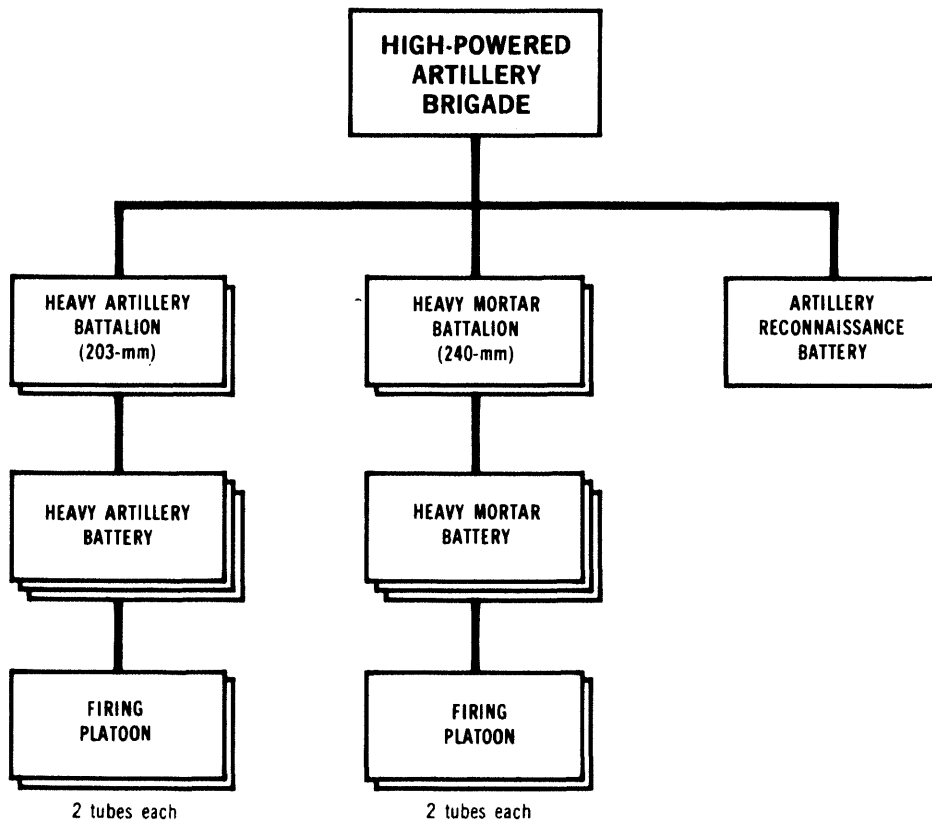 HIGH-POWERED
ARTILLERY
BRIGADE
HEAVY ARTILLERY
BATTALION
(203-mm)
HEAVY MORTAR
BATTALION
(240-mm)
ARTILLERY
RECONNAISSANCE
BATTERY
HEAVY ARTILLERY
BATTERY
HEAVY MORTAR
BATTERY
FIRING
PLATOON
FIRING
PLATOON
2 tubes each
2 tubes each